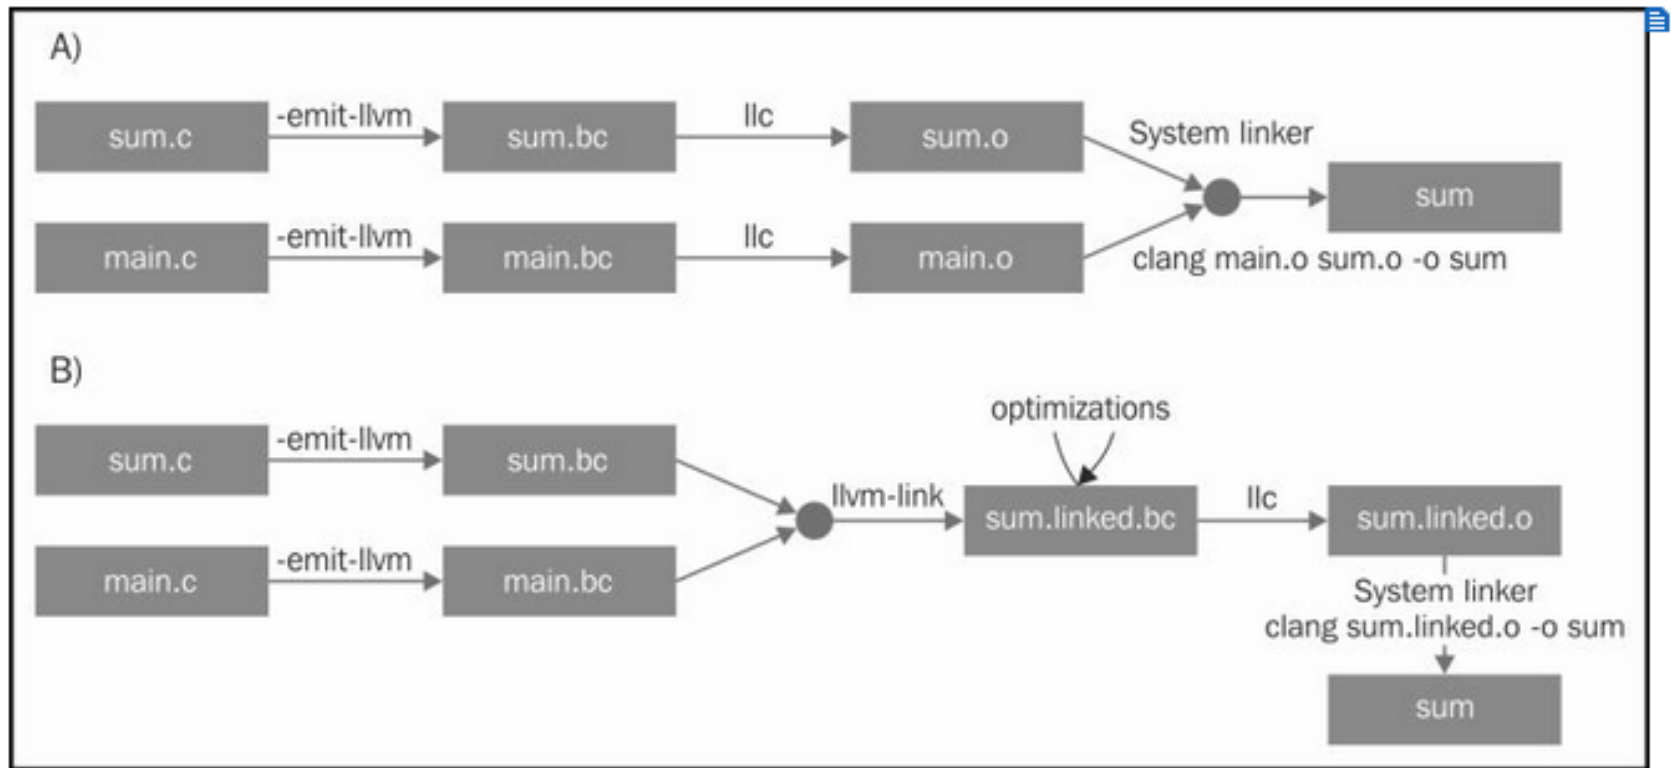 A)
sum.c
-emit-llvm
sum.bc
llc
sum.o
System linker
sum
main.c
-emit-llvm
main.bc
llc
main.o
clang main.o sum.o -o sum
B)
optimizations
sum.c
-emit-llvm
sum.bc
llvm-link
sum.linked.bc
llc
sum.linked.o
main.c
-emit-llvm
main.bc
System linker
clang sum.linked.o -o sum
sum